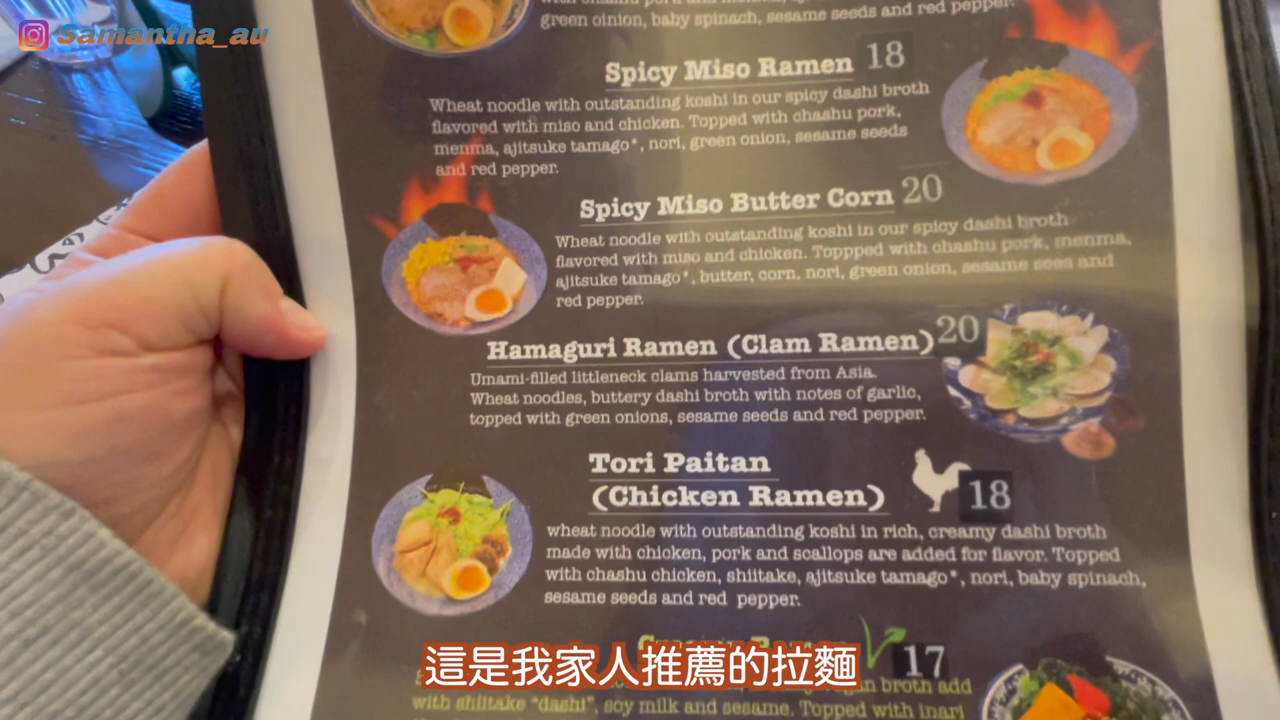 Samantha_au
green oinion, baby spinach, sesame seeds and red pepper.
Spicy Miso Ramen 18
Wheat noodle with outstanding koshi in our spicy dashi broth
flavored with miso and chicken. Topped with chashu pork,
menma, ajitsuke tamago*, nori, green onion, sesame seeds
and red pepper.
Spicy Miso Butter Corn 20
Wheat noodle with outstanding koshi in our spicy dashi broth
flavored with miso and chicken. Toppped with chashu pork, menma,
ajitsuke tamago*, butter, corn, nori, green onion, sesame sees and
red pepper.
Hamaguri Ramen (Clam Ramen) 20
Umami-filled littleneck clams harvested from Asia.
Wheat noodles, buttery dashi broth with notes of garlic,
topped with green onions, sesame seeds and red pepper.
Tori Paitan
(Chicken Ramen) 18
wheat noodle with outstanding koshi in rich, creamy dashi broth
made with chicken, pork and scallops are added for flavor. Topped
with chashu chicken, shiitake, ajitsuke tamago*, nori, baby spinach,
sesame seeds and red pepper.
17
這是我家人推薦的拉麵
broth add
with shiitake "dashi", soy milk and sesame. Topped with inari